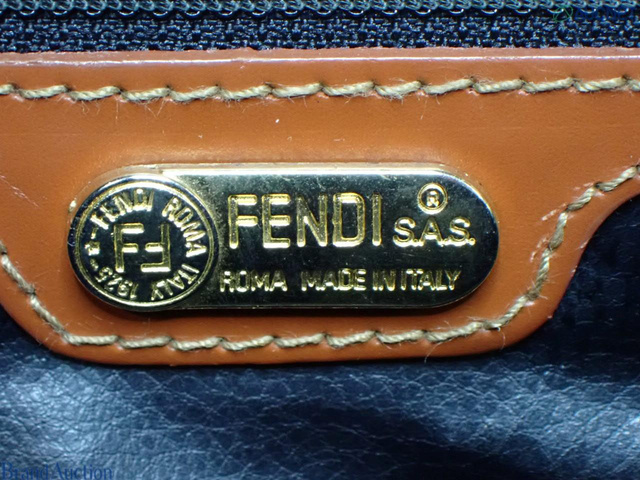 FENDI ROMA ITALY 1925
FF
FENDI ®
S.A.S.
ROMA MADE IN ITALY
Brand Auction